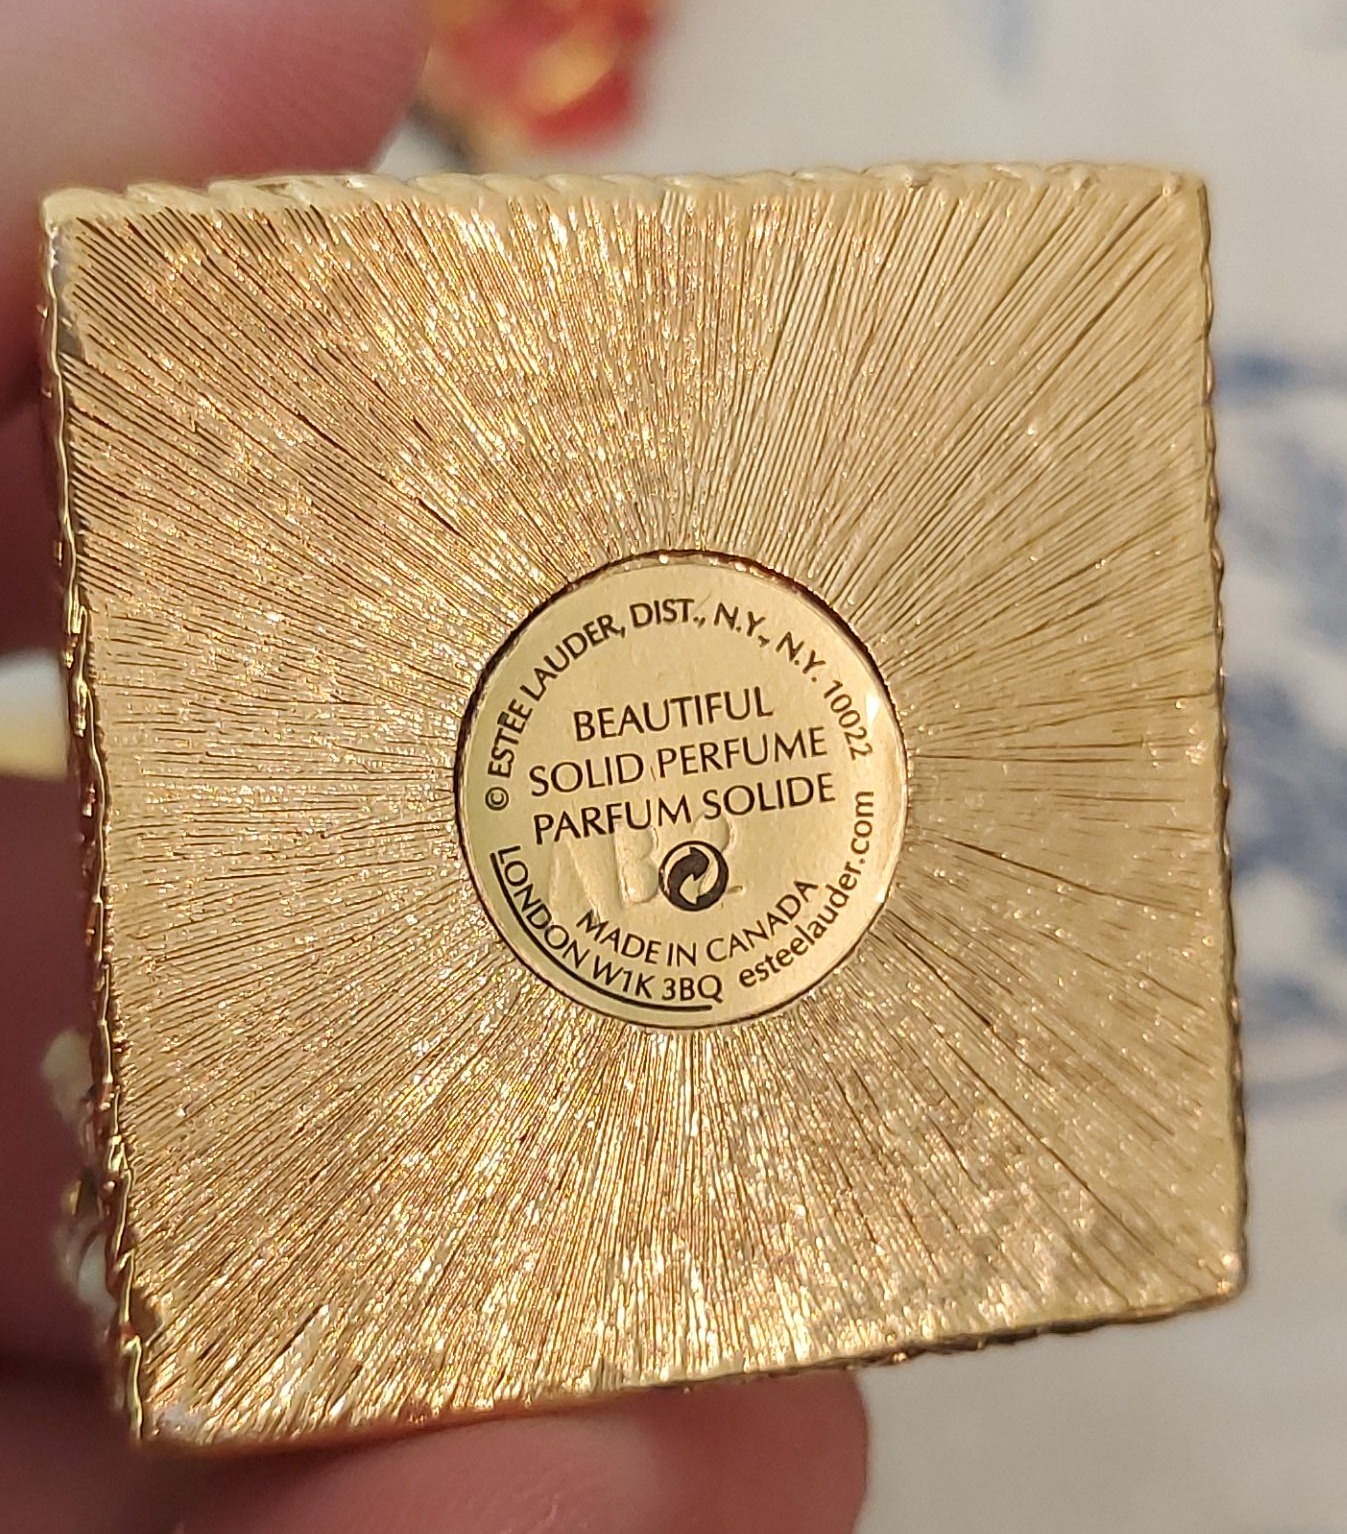 © ESTĒE LAUDER, DIST., N.Y., N.Y. 10022
BEAUTIFUL
SOLID PERFUME
PARFUM SOLIDE
MADE IN CANADA
LONDON W1K 3BQ
esteelauder.com